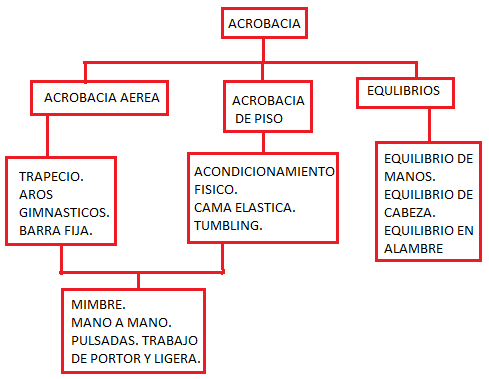 ACROBACIA
ACROBACIA AEREA
ACROBACIA
DE PISO
EQULIBRIOS
TRAPECIO.
AROS
GIMNASTICOS.
BARRA FIJA.
ACONDICIONAMIENTO
FISICO.
CAMA ELASTICA.
TUMBLING.
EQUILIBRIO DE
MANOS.
EQUILIBRIO DE
CABEZA.
EQUILIBRIO EN
ALAMBRE
MIMBRE.
MANO A MANO.
PULSADAS. TRABAJO
DE PORTOR Y LIGERA.